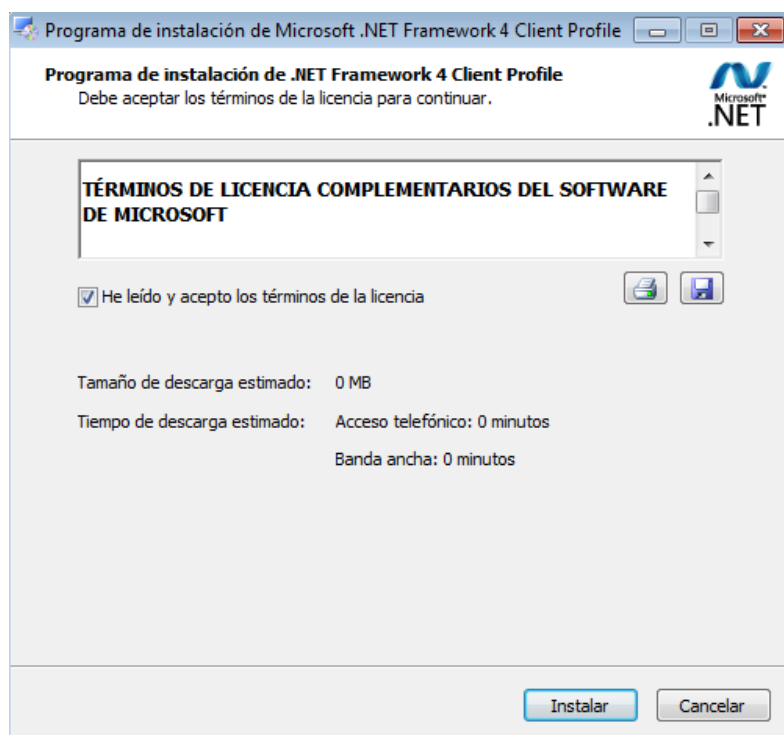 Programa de instalación de Microsoft .NET Framework 4 Client Profile
Programa de instalación de .NET Framework 4 Client Profile
Debe aceptar los términos de la licencia para continuar.
Microsoft
.NET
TÉRMINOS DE LICENCIA COMPLEMENTARIOS DEL SOFTWARE
DE MICROSOFT
He leído y acepto los términos de la licencia
Tamaño de descarga estimado: 0 MB
Tiempo de descarga estimado: Acceso telefónico: 0 minutos
Banda ancha: 0 minutos
Instalar Cancelar